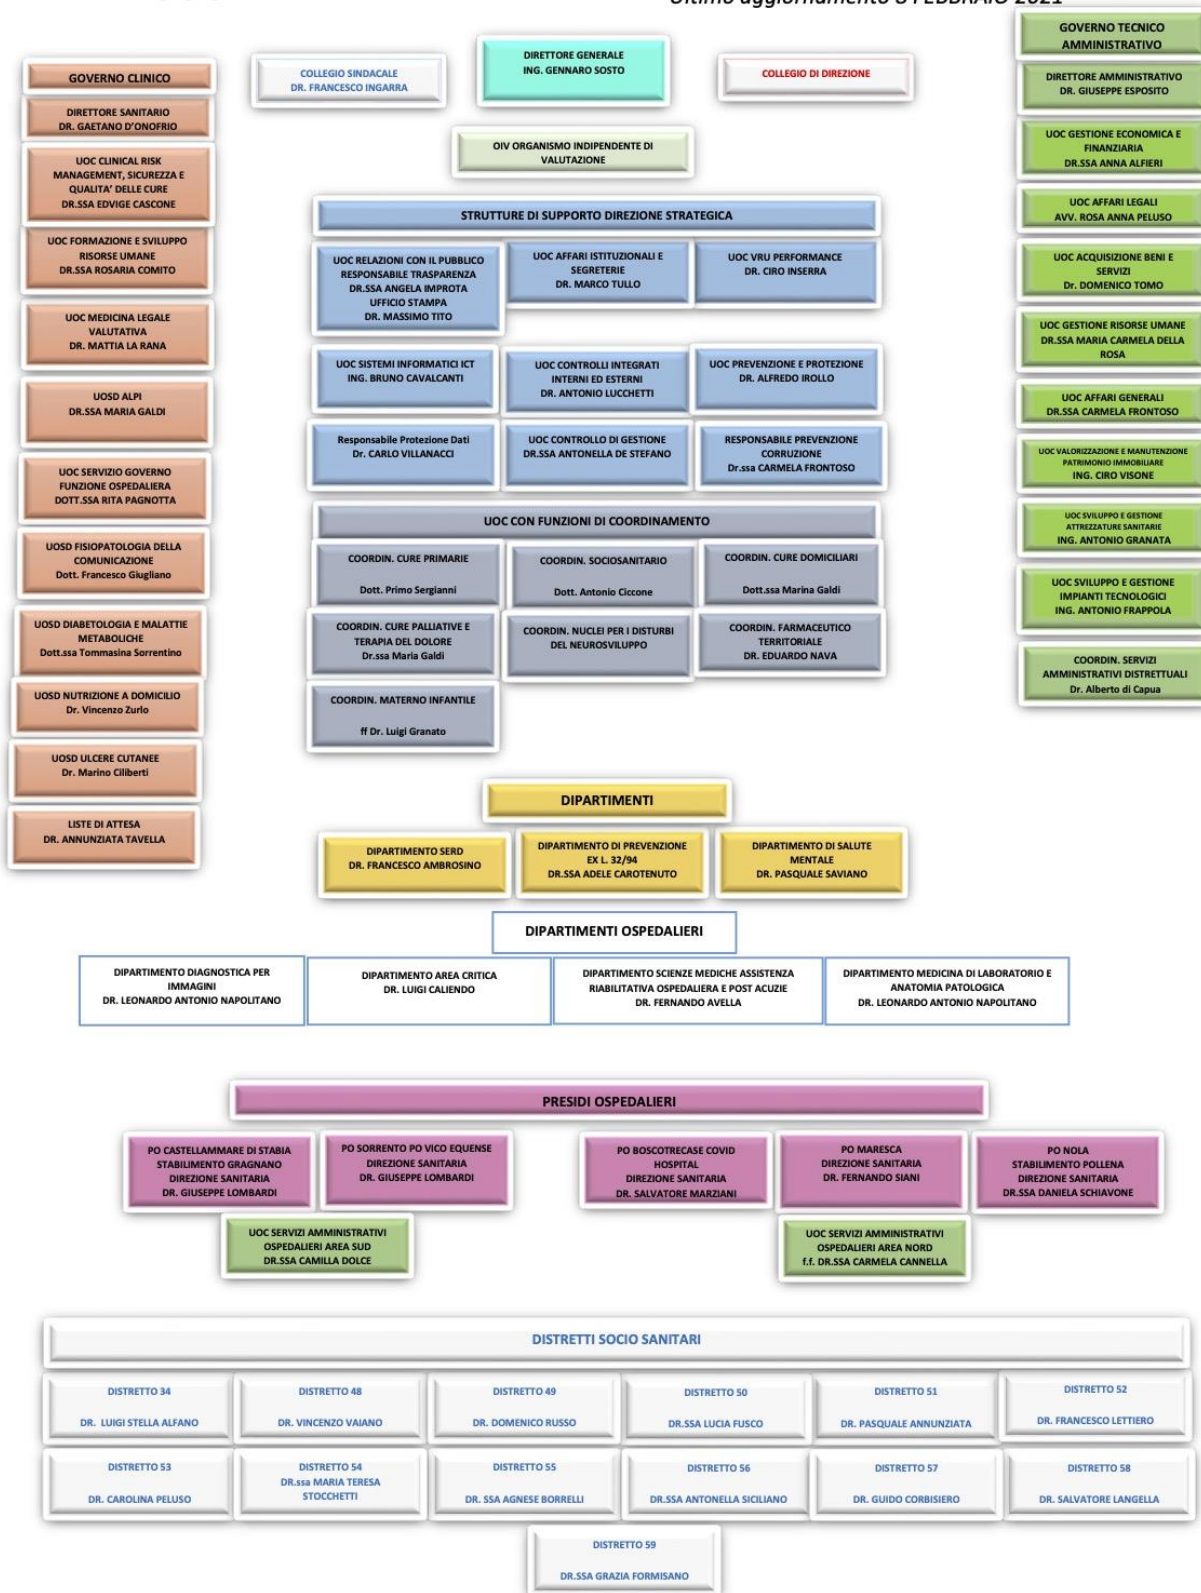 Ultimo aggiornamento 8 FEBBRAIO 2021
GOVERNO CLINICO
DIRETTORE SANITARIO
DR. GAETANO D'ONOFRIO
UOC CLINICAL RISK
MANAGEMENT, SICUREZZA E
QUALITA' DELLE CURE
DR.SSA EDVIGE CASCONE
UOC FORMAZIONE E SVILUPPO
RISORSE UMANE
DR.SSA ROSARIA COMITO
UOC MEDICINA LEGALE
VALUTATIVA
DR. MATTIA LA RANA
UOSD ALPI
DR.SSA MARIA GALDI
UOC SERVIZIO GOVERNO
FUNZIONE OSPEDALIERA
DOTT.SSA RITA PAGNOTTA
UOSD FISIOPATOLOGIA DELLA
COMUNICAZIONE
Dott. Francesco Giugliano
UOSD DIABETOLOGIA E MALATTIE
METABOLICHE
Dott.ssa Tommasina Sorrentino
UOSD NUTRIZIONE A DOMICILIO
Dr. Vincenzo Zurlo
UOSD ULCERE CUTANEE
Dr. Marino Ciliberti
LISTE DI ATTESA
DR. ANNUNZIATA TAVELLA
COLLEGIO SINDACALE
DR. FRANCESCO INGARRA
DIRETTORE GENERALE
ING. GENNARO SOSTO
COLLEGIO DI DIREZIONE
OIV ORGANISMO INDIPENDENTE DI
VALUTAZIONE
STRUTTURE DI SUPPORTO DIREZIONE STRATEGICA
UOC RELAZIONI CON IL PUBBLICO
RESPONSABILE TRASPARENZA
DR.SSA ANGELA IMPROTA
UFFICIO STAMPA
DR. MASSIMO TITO
UOC AFFARI ISTITUZIONALI E
SEGRETERIE
DR. MARCO TULLO
UOC VRU PERFORMANCE
DR. CIRO INSERRA
UOC SISTEMI INFORMATICI ICT
ING. BRUNO CAVALCANTI
UOC CONTROLLI INTEGRATI
INTERNI ED ESTERNI
DR. ANTONIO LUCCHETTI
UOC PREVENZIONE E PROTEZIONE
DR. ALFREDO IROLLO
Responsabile Protezione Dati
Dr. CARLO VILLANACCI
UOC CONTROLLO DI GESTIONE
DR.SSA ANTONELLA DE STEFANO
RESPONSABILE PREVENZIONE
CORRUZIONE
Dr.ssa CARMELA FRONTOSO
UOC CON FUNZIONI DI COORDINAMENTO
COORDIN. CURE PRIMARIE
Dott. Primo Sergianni
COORDIN. SOCIOSANITARIO
Dott. Antonio Ciccone
COORDIN. CURE DOMICILIARI
Dott.ssa Marina Galdi
COORDIN. CURE PALLIATIVE E
TERAPIA DEL DOLORE
Dr.ssa Maria Galdi
COORDIN. NUCLEI PER I DISTURBI
DEL NEUROSVILUPPO
COORDIN. FARMACEUTICO
TERRITORIALE
DR. EDUARDO NAVA
COORDIN. MATERNO INFANTILE
ff Dr. Luigi Granato
GOVERNO TECNICO
AMMINISTRATIVO
DIRETTORE AMMINISTRATIVO
DR. GIUSEPPE ESPOSITO
UOC GESTIONE ECONOMICA E
FINANZIARIA
DR.SSA ANNA ALFIERI
UOC AFFARI LEGALI
AVV. ROSA ANNA PELUSO
UOC ACQUISIZIONE BENI E
SERVIZI
Dr. DOMENICO TOMO
UOC GESTIONE RISORSE UMANE
DR.SSA MARIA CARMELA DELLA
ROSA
UOC AFFARI GENERALI
DR.SSA CARMELA FRONTOSO
UOC VALORIZZAZIONE E MANUTENZIONE
PATRIMONIO IMMOBILIARE
ING. CIRO VISONE
UOC SVILUPPO E GESTIONE
ATTREZZATURE SANITARIE
ING. ANTONIO GRANATA
UOC SVILUPPO E GESTIONE
IMPIANTI TECNOLOGICI
ING. ANTONIO FRAPPOLA
COORDIN. SERVIZI
AMMINISTRATIVI DISTRETTUALI
Dr. Alberto di Capua
DIPARTIMENTI
DIPARTIMENTO SERD
DR. FRANCESCO AMBROSINO
DIPARTIMENTO DI PREVENZIONE
EX L. 32/94
DR.SSA ADELE CAROTENUTO
DIPARTIMENTO DI SALUTE
MENTALE
DR. PASQUALE SAVIANO
DIPARTIMENTI OSPEDALIERI
DIPARTIMENTO DIAGNOSTICA PER
IMMAGINI
DR. LEONARDO ANTONIO NAPOLITANO
DIPARTIMENTO AREA CRITICA
DR. LUIGI CALIENDO
DIPARTIMENTO SCIENZE MEDICHE ASSISTENZA
RIABILITATIVA OSPEDALIERA E POST ACUZIE
DR. FERNANDO AVELLA
DIPARTIMENTO MEDICINA DI LABORATORIO E
ANATOMIA PATOLOGICA
DR. LEONARDO ANTONIO NAPOLITANO
PRESIDI OSPEDALIERI
PO CASTELLAMMARE DI STABIA
STABILIMENTO GRAGNANO
DIREZIONE SANITARIA
DR. GIUSEPPE LOMBARDI
PO SORRENTO PO VICO EQUENSE
DIREZIONE SANITARIA
DR. GIUSEPPE LOMBARDI
PO BOSCOTRECASE COVID
HOSPITAL
DIREZIONE SANITARIA
DR. SALVATORE MARZIANI
PO MARESCA
DIREZIONE SANITARIA
DR. FERNANDO SIANI
PO NOLA
STABILIMENTO POLLENA
DIREZIONE SANITARIA
DR.SSA DANIELA SCHIAVONE
UOC SERVIZI AMMINISTRATIVI
OSPEDALIERI AREA SUD
DR.SSA CAMILLA DOLCE
UOC SERVIZI AMMINISTRATIVI
OSPEDALIERI AREA NORD
f.f. DR.SSA CARMELA CANNELLA
DISTRETTI SOCIO SANITARI
DISTRETTO 34
DR. LUIGI STELLA ALFANO
DISTRETTO 48
DR. VINCENZO VAIANO
DISTRETTO 49
DR. DOMENICO RUSSO
DISTRETTO 50
DR.SSA LUCIA FUSCO
DISTRETTO 51
DR. PASQUALE ANNUNZIATA
DISTRETTO 52
DR. FRANCESCO LETTIERO
DISTRETTO 53
DR. CAROLINA PELUSO
DISTRETTO 54
DR.ssa MARIA TERESA
STOCCHETTI
DISTRETTO 55
DR. SSA AGNESE BORRELLI
DISTRETTO 56
DR.SSA ANTONELLA SICILIANO
DISTRETTO 57
DR. GUIDO CORBISIERO
DISTRETTO 58
DR. SALVATORE LANGELLA
DISTRETTO 59
DR.SSA GRAZIA FORMISANO